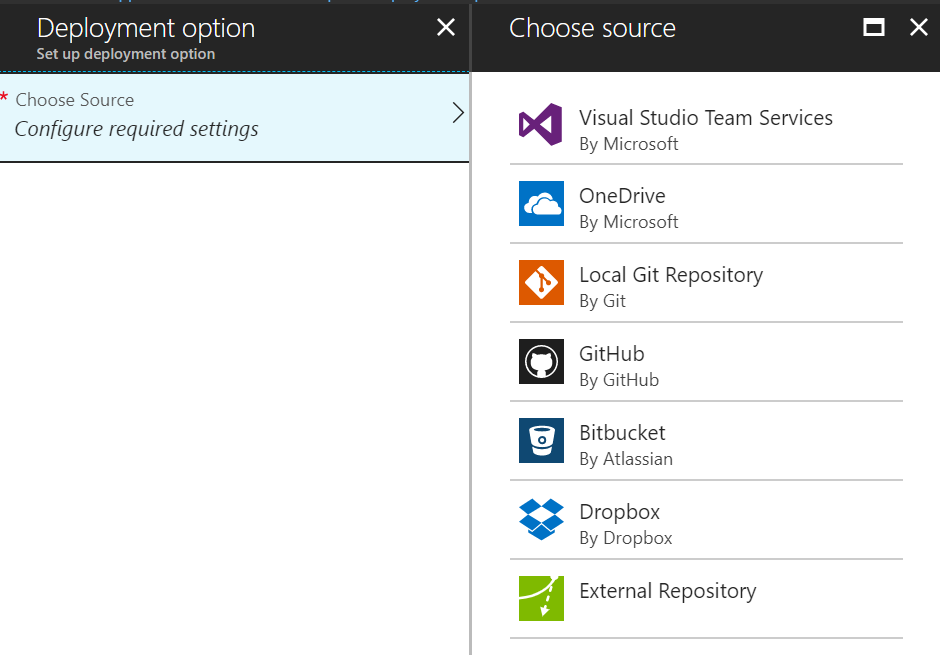 Deployment option
Set up deployment option
* Choose Source
Configure required settings
Choose source
Visual Studio Team Services
By Microsoft
OneDrive
By Microsoft
Local Git Repository
By Git
GitHub
By GitHub
Bitbucket
By Atlassian
Dropbox
By Dropbox
External Repository